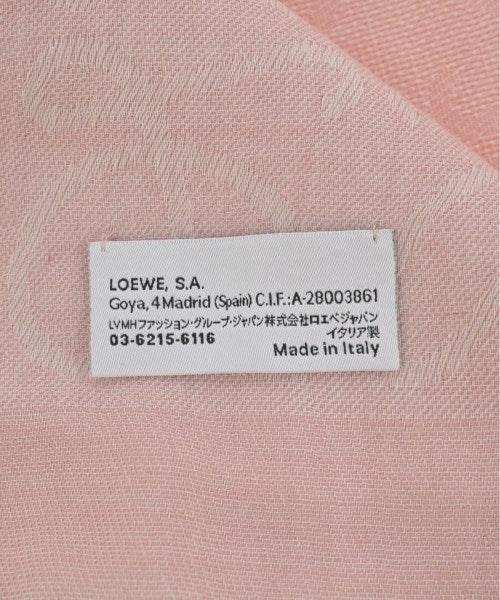 LOEWE, S.A.
Goya, 4 Madrid (Spain) C.I.F.:A-28003861
LVMHファッション・グループ・ジャパン株式会社ロエベジャパン
イタリア製
03-6215-6116
Made in Italy